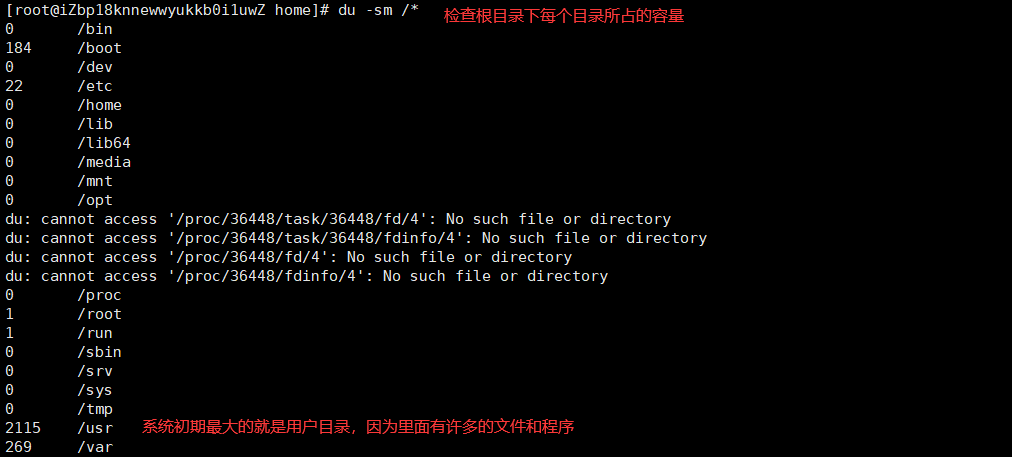 [root@iZbp18knnewwyukkb0i1uwZ home]# du -sm /* 检查根目录下每个目录所占的容量
0 /bin
184 /boot
0 /dev
22 /etc
0 /home
0 /lib
0 /lib64
0 /media
0 /mnt
0 /opt
du: cannot access '/proc/36448/task/36448/fd/4': No such file or directory
du: cannot access '/proc/36448/task/36448/fdinfo/4': No such file or directory
du: cannot access '/proc/36448/fd/4': No such file or directory
du: cannot access '/proc/36448/fdinfo/4': No such file or directory
0 /proc
1 /root
1 /run
0 /sbin
0 /srv
0 /sys
0 /tmp
2115 /usr 系统初期最大的就是用户目录，因为里面有许多的文件和程序
269 /var